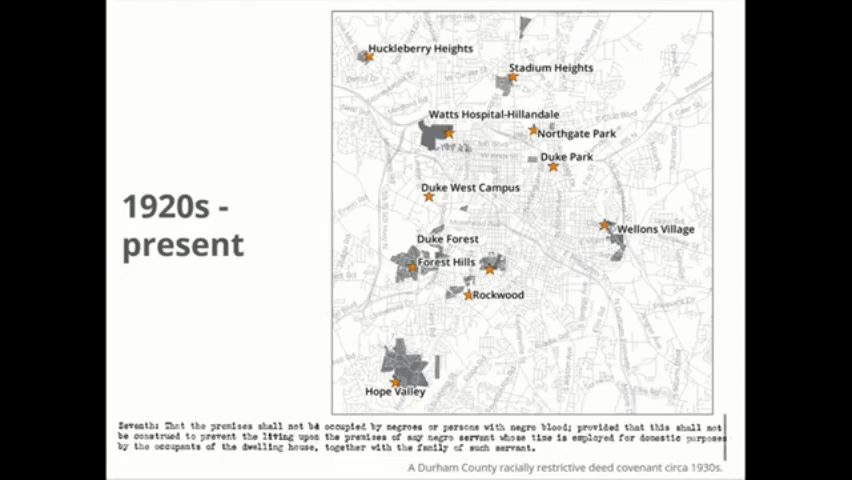 Huckleberry Heights
Stadium Heights
Watts Hospital-Hillandale
Northgate Park
Duke Park
Duke West Campus
1920s -
present
Wellons Village
Duke Forest
Forest Hills
Rockwood
Hope Valley
Seventh: That the premises shall not be occupied by negroes or persons with negro blood; provided that this shall not
be construed to prevent the living upon the premises of any negro servant whose time is employed for domestic purposes
by the occupants of the dwelling house, together with the family of such servant.
A Durham County racially restrictive deed covenant circa 1930s.